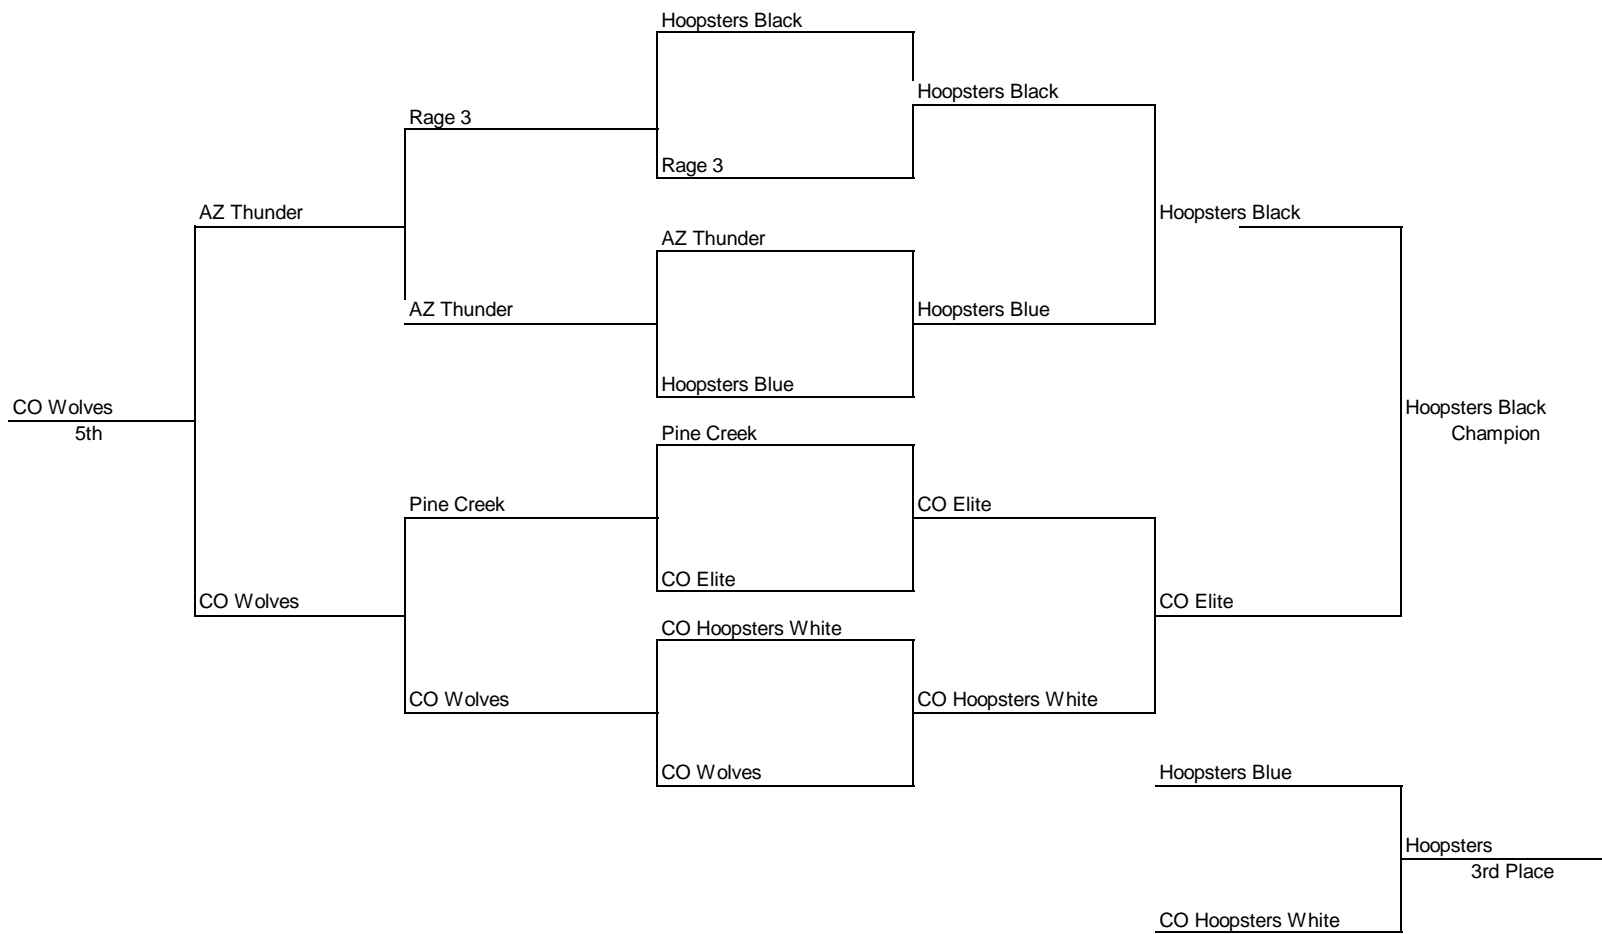 Hoopsters Black
Hoopsters Black
Rage 3
Rage 3
AZ Thunder
Hoopsters Black
AZ Thunder
AZ Thunder
Hoopsters Blue
Hoopsters Blue
CO Wolves
5th
Hoopsters Black
Champion
Pine Creek
Pine Creek
CO Elite
CO Elite
CO Wolves
CO Elite
CO Hoopsters White
CO Wolves
CO Hoopsters White
CO Wolves
Hoopsters Blue
Hoopsters
3rd Place
CO Hoopsters White